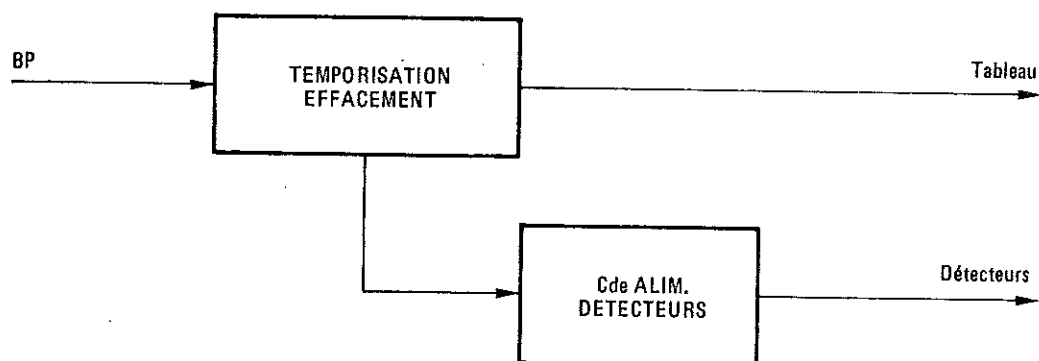 BP
TEMPORISATION
EFFACEMENT
Tableau
Cde ALIM.
DETECTEURS
Détecteurs